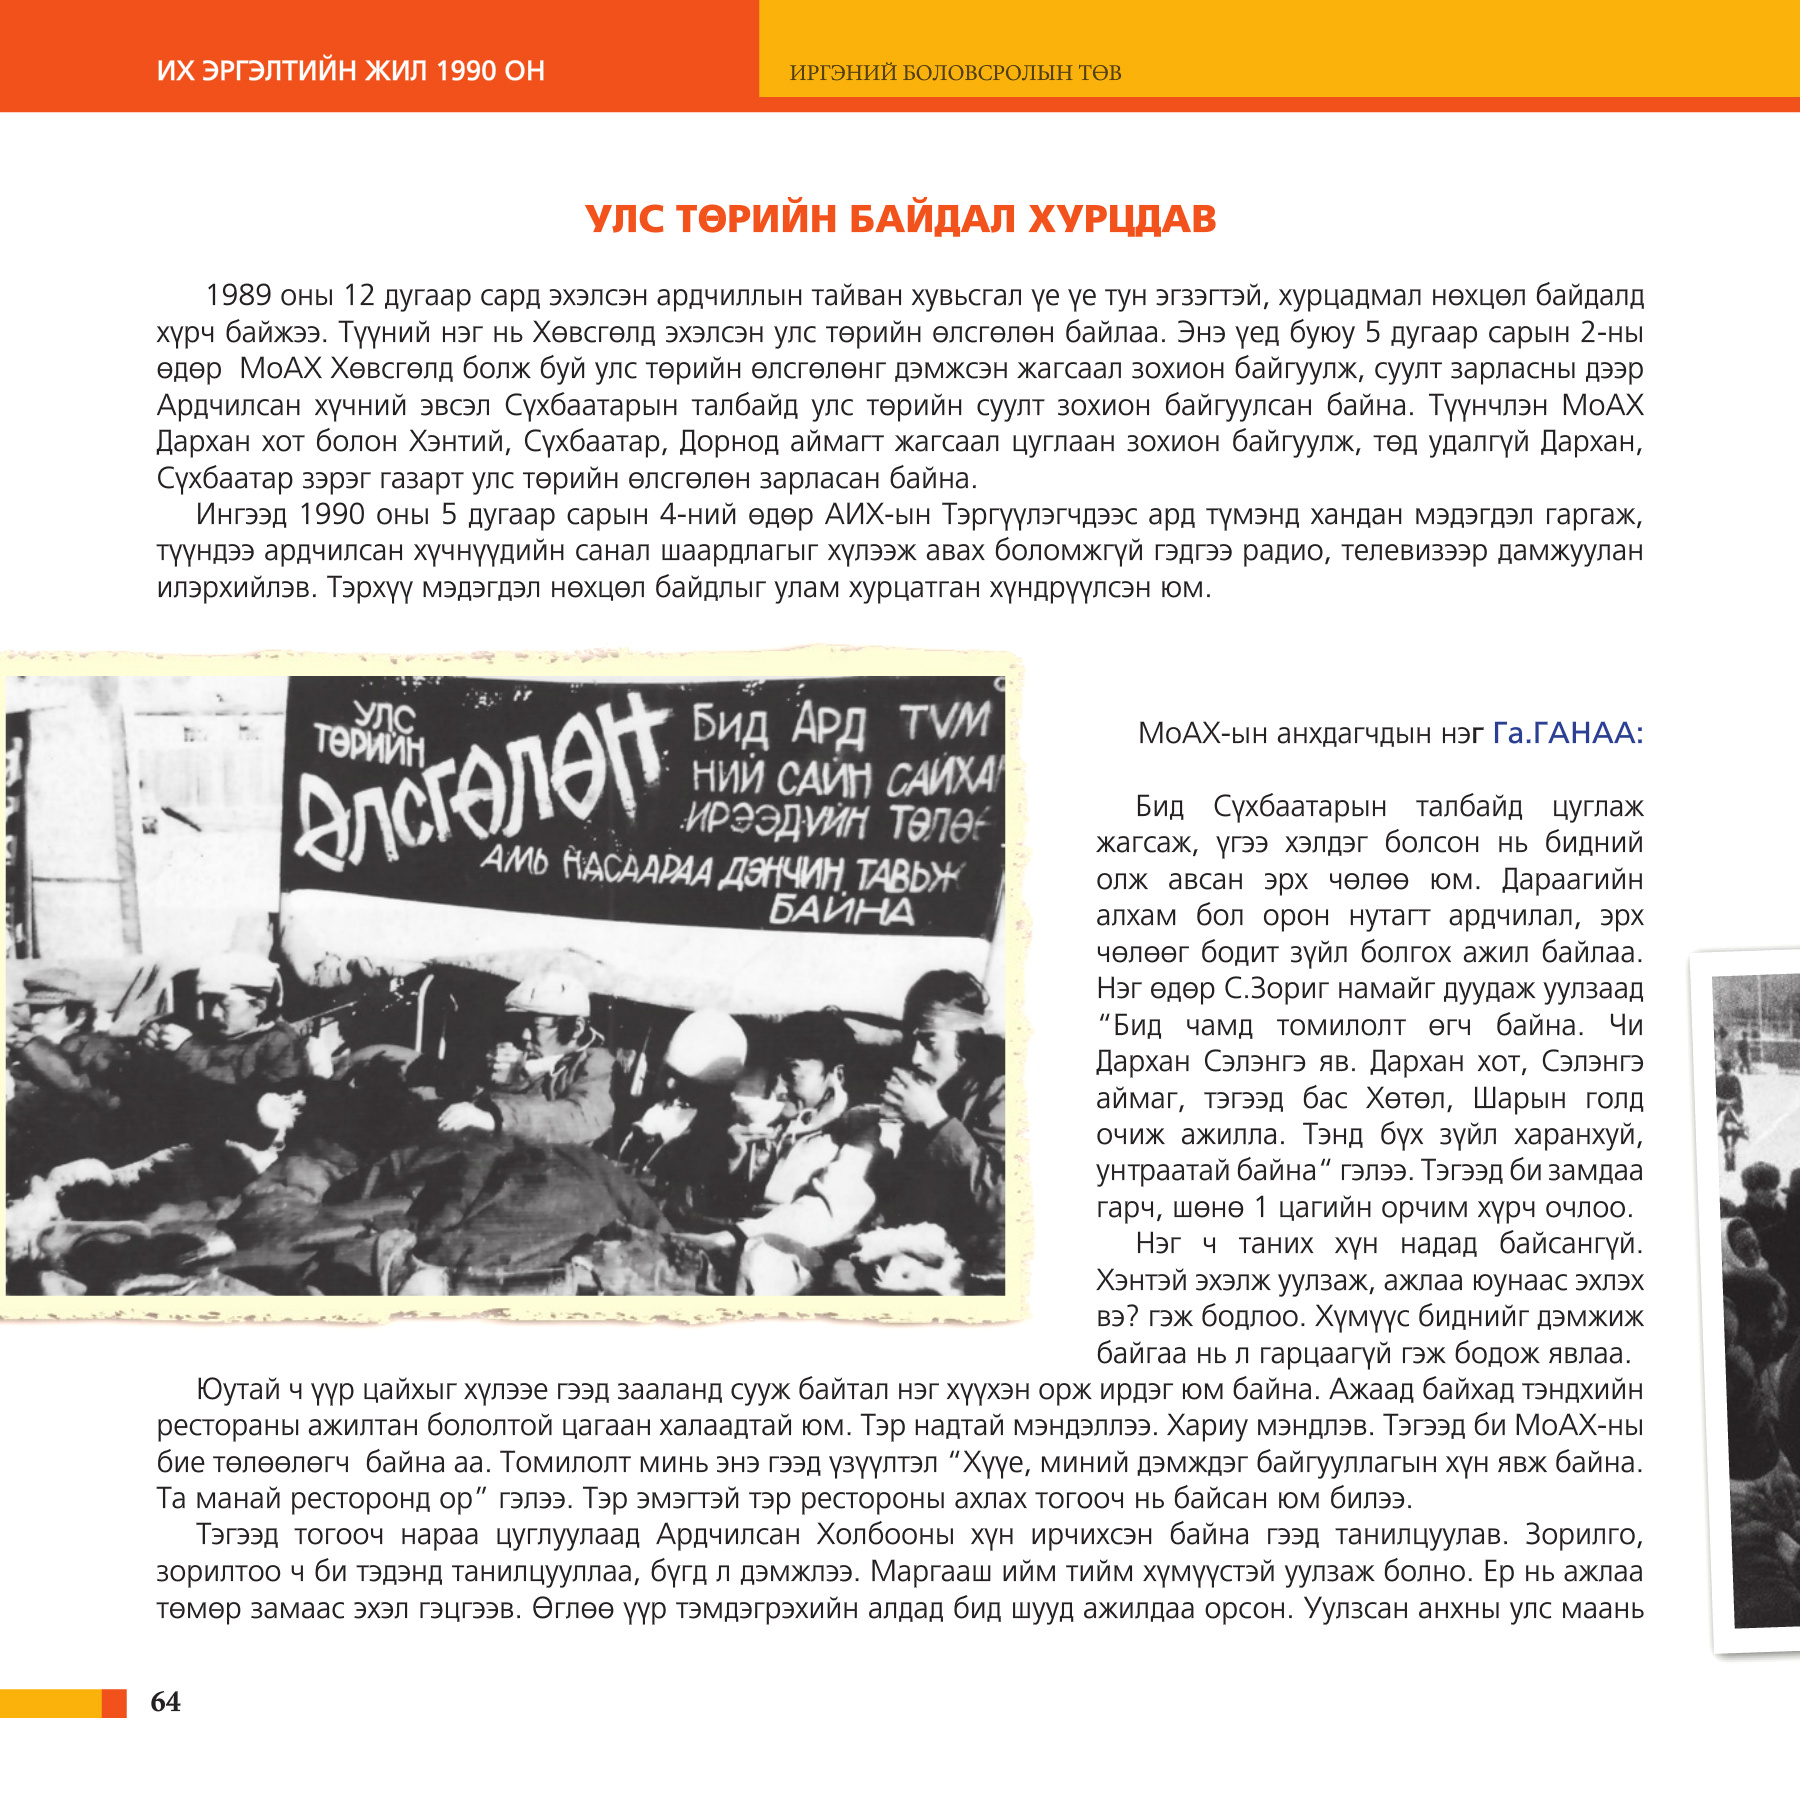 ИХ ЭРГЭЛТИЙН ЖИЛ 1990 ОН
ИРГЭНИЙ БОЛОВСРОЛЫН ТӨВ
УЛС ТӨРИЙН БАЙДАЛ ХУРЦДАВ
1989 оны 12 дугаар сард эхэлсэн ардчиллын тайван хувьсгал үе үе тун эгзэгтэй, хурцадмал нөхцөл байдалд
хүрч байжээ. Түүний нэг нь Хөвсгөлд эхэлсэн улс төрийн өлсгөлөн байлаа. Энэ үед буюу 5 дугаар сарын 2-ны
өдөр МоАХ Хөвсгөлд болж буй улс төрийн өлсгөлөнг дэмжсэн жагсаал зохион байгуулж, суулт зарласны дээр
Ардчилсан хүчний эвсэл Сүхбаатарын талбайд улс төрийн суулт зохион байгуулсан байна. Түүнчлэн МоАХ
Дархан хот болон Хэнтий, Сүхбаатар, Дорнод аймагт жагсаал цуглаан зохион байгуулж, төд удалгүй Дархан,
Сүхбаатар зэрэг газарт улс төрийн өлсгөлөн зарласан байна.
Ингээд 1990 оны 5 дугаар сарын 4-ний өдөр АИХ-ын Тэргүүлэгчдээс ард түмэнд хандан мэдэгдэл гаргаж,
түүндээ ардчилсан хүчнүүдийн санал шаардлагыг хүлээж авах боломжгүй гэдгээ радио, телевизээр дамжуулан
илэрхийлэв. Тэрхүү мэдэгдэл нөхцөл байдлыг улам хурцатган хүндрүүлсэн юм.
УЛС
ТӨРИЙН
ӨЛСГӨЛӨН
БИД АРД ТҮМ
НИЙ САЙН САЙХАН
ИРЭЭДҮЙН ТӨЛӨӨ
АМЬ НАСААРАА ДЭНЧИН ТАВЬЖ
БАЙНА
МоАХ-ын анхдагчдын нэг Га.ГАНАА:
Бид Сүхбаатарын талбайд цуглаж
жагсаж, үгээ хэлдэг болсон нь бидний
олж авсан эрх чөлөө юм. Дараагийн
алхам бол орон нутагт ардчилал, эрх
чөлөөг бодит зүйл болгох ажил байлаа.
Нэг өдөр С.Зориг намайг дуудаж уулзаад
“Бид чамд томилолт өгч байна. Чи
Дархан Сэлэнгэ яв. Дархан хот, Сэлэнгэ
аймаг, тэгээд бас Хөтөл, Шарын голд
очиж ажилла. Тэнд бүх зүйл харанхуй,
унтраатай байна“ гэлээ. Тэгээд би замдаа
гарч, шөнө 1 цагийн орчим хүрч очлоо.
Нэг ч таних хүн надад байсангүй.
Хэнтэй эхэлж уулзаж, ажлаа юунаас эхлэх
вэ? гэж бодлоо. Хүмүүс биднийг дэмжиж
байгаа нь л гарцаагүй гэж бодож явлаа.
Юутай ч үүр цайхыг хүлээе гээд зааланд сууж байтал нэг хүүхэн орж ирдэг юм байна. Ажаад байхад тэндхийн
рестораны ажилтан бололтой цагаан халаадтай юм. Тэр надтай мэндэллээ. Хариу мэндлэв. Тэгээд би МоАХ-ны
бие төлөөлөгч байна аа. Томилолт минь энэ гээд үзүүлтэл “Хүүе, миний дэмждэг байгууллагын хүн явж байна.
Та манай ресторонд ор” гэлээ. Тэр эмэгтэй тэр рестороны ахлах тогооч нь байсан юм билээ.
Тэгээд тогооч нараа цуглуулаад Ардчилсан Холбооны хүн ирчихсэн байна гээд танилцуулав. Зорилго,
зорилтоо ч би тэдэнд танилцууллаа, бүгд л дэмжлээ. Маргааш ийм тийм хүмүүстэй уулзаж болно. Ер нь ажлаа
төмөр замаас эхэл гэцгээв. Өглөө үүр тэмдэгрэхийн алдад бид шууд ажилдаа орсон. Уулзсан анхны улс маань
64